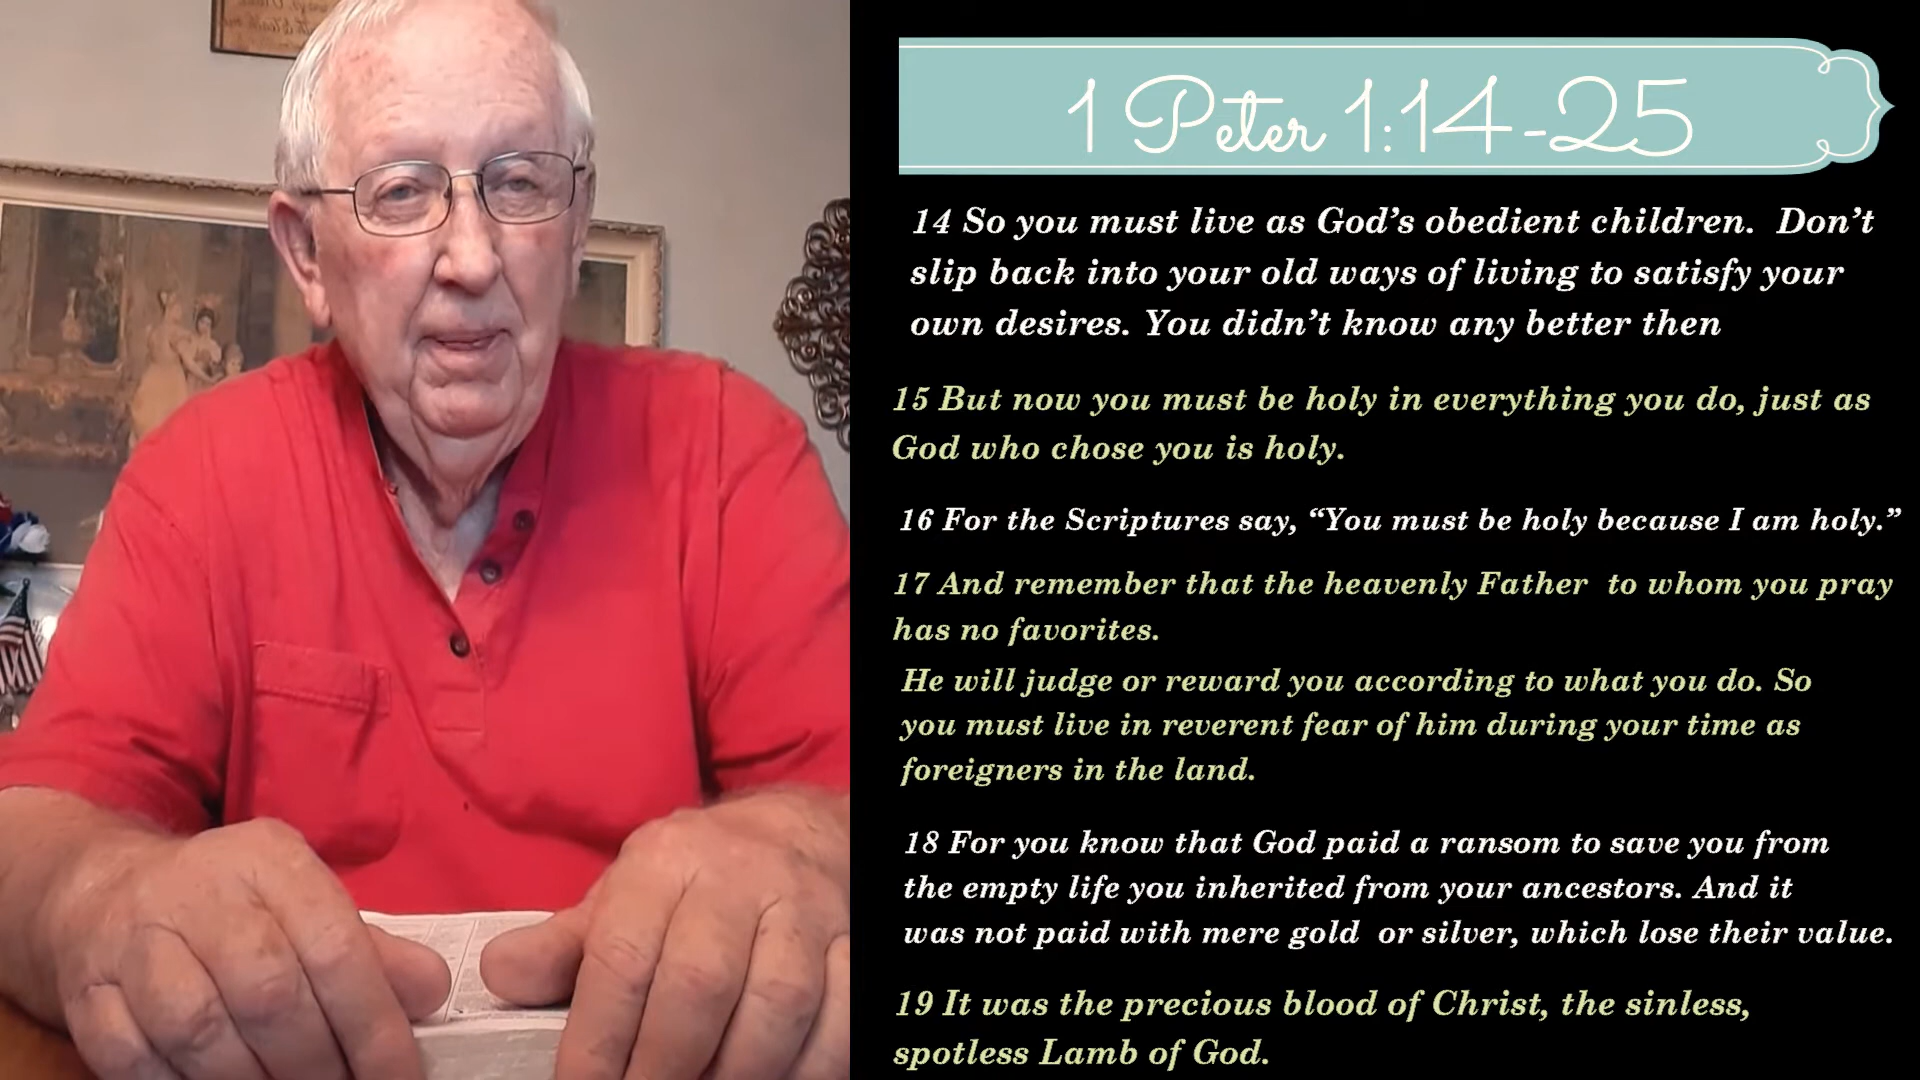 1 Peter 1:14-25
14 So you must live as God's obedient children. Don't
slip back into your old ways of living to satisfy your
own desires. You didn't know any better then
15 But now you must be holy in everything you do, just as
God who chose you is holy.
16 For the Scriptures say, “You must be holy because I am holy.”
17 And remember that the heavenly Father to whom you pray
has no favorites.
He will judge or reward you according to what you do. So
you must live in reverent fear of him during your time as
foreigners in the land.
18 For you know that God paid a ransom to save you from
the empty life you inherited from your ancestors. And it
was not paid with mere gold or silver, which lose their value.
19 It was the precious blood of Christ, the sinless,
spotless Lamb of God.